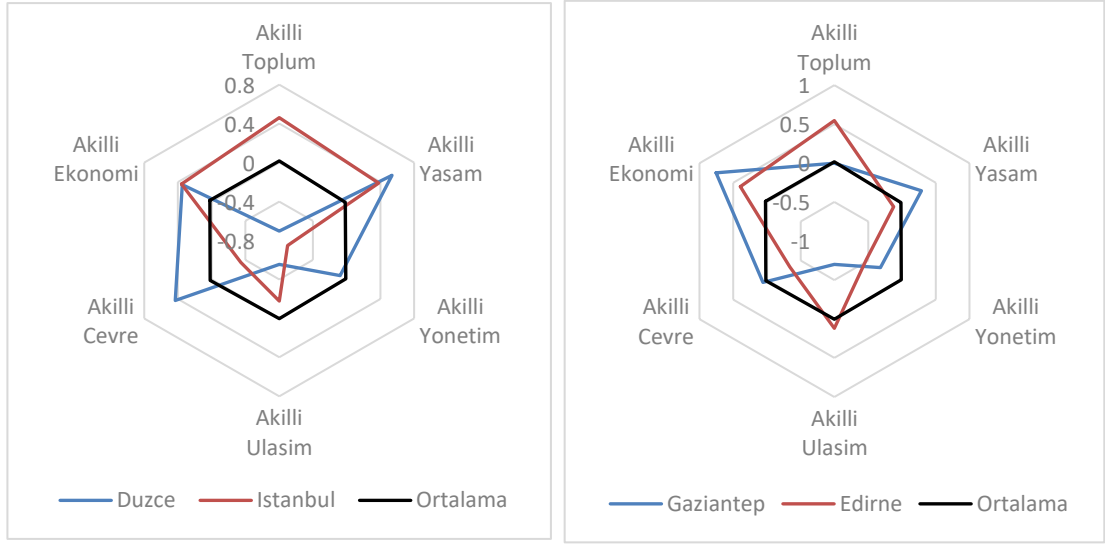 Akilli
Toplum
0.8
0.4
0
-0.4
-0.8
Akilli
Yasam
Akilli
Yonetim
Akilli
Ulasim
Akilli
Cevre
Akilli
Ekonomi
Duzce
Istanbul
Ortalama
Akilli
Toplum
1
0.5
0
-0.5
-1
Akilli
Yasam
Akilli
Yonetim
Akilli
Ulasim
Akilli
Cevre
Akilli
Ekonomi
Gaziantep
Edirne
Ortalama